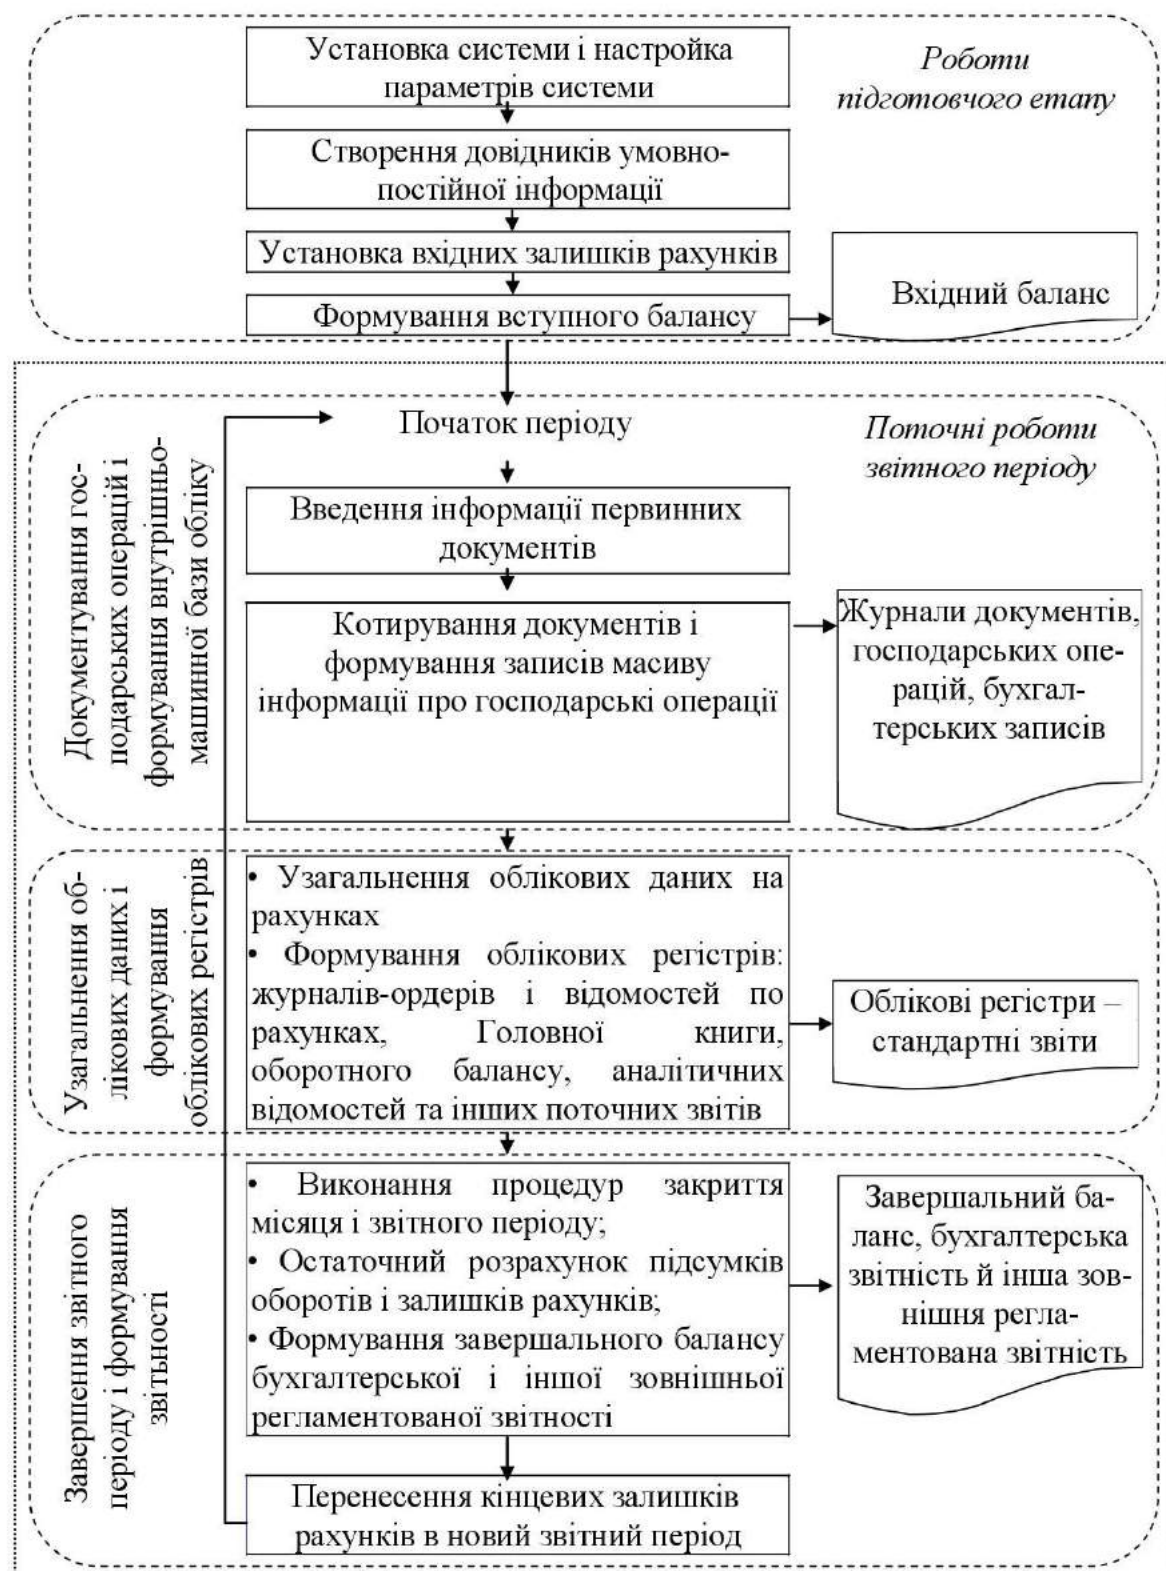 Установка системи і настройка
параметрів системи
Роботи
підготовчого етапу
Створення довідників умовно-
постійної інформації
Установка вхідних залишків рахунків
Вхідний баланс
Формування вступного балансу
Початок періоду
Поточні роботи
звітного періоду
Документування гос-
подарських операцій і
формування внутрішньо-
машинної бази обліку
Введення інформації первинних
документів
Котирування документів і
формування записів масиву
інформації про господарські операції
Журнали документів,
господарських опе-
рацій, бухгал-
терських записів
Узагальнення об-
лікових даних і
формування
облікових регістрів
• Узагальнення облікових даних на
рахунках
• Формування облікових регістрів:
журналів-ордерів і відомостей по
рахунках, Головної книги,
оборотного балансу, аналітичних
відомостей та інших поточних звітів
Облікові регістри –
стандартні звіти
Завершення звітного
періоду і формування
звітьності
• Виконання процедур закриття
місяця і звітного періоду;
• Остаточний розрахунок підсумків
оборотів і залишків рахунків;
• Формування завершального балансу
бухгалтерської і іншої зовнішньої
регламентованої звітності
Завершальний ба-
ланс, бухгалтерська
звітність й інша зов-
нішня регла-
ментована звітність
Перенесення кінцевих залишків
рахунків в новий звітний період